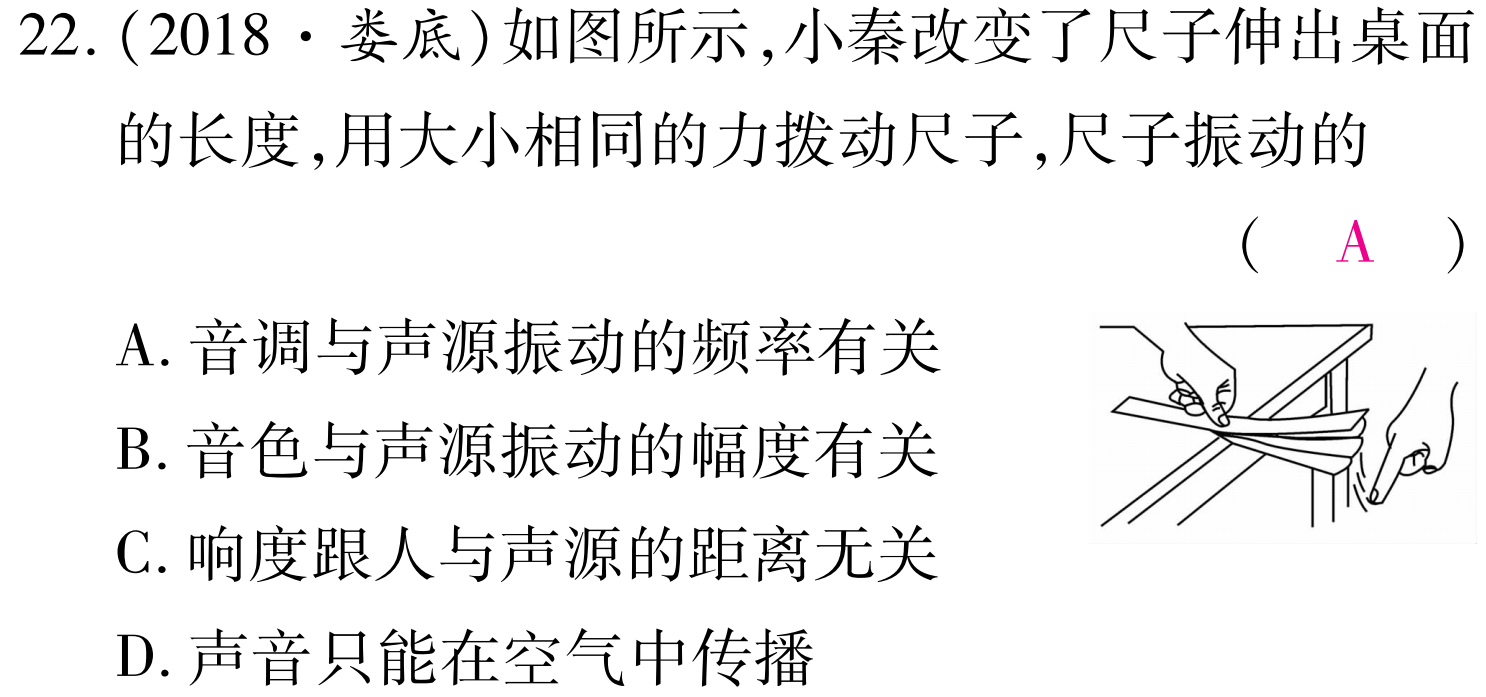 22. (2018·娄底)如图所示,小秦改变了尺子伸出桌面
的长度,用大小相同的力拨动尺子,尺子振动的
( A )
A. 音调与声源振动的频率有关
B. 音色与声源振动的幅度有关
C. 响度跟人与声源的距离无关
D. 声音只能在空气中传播